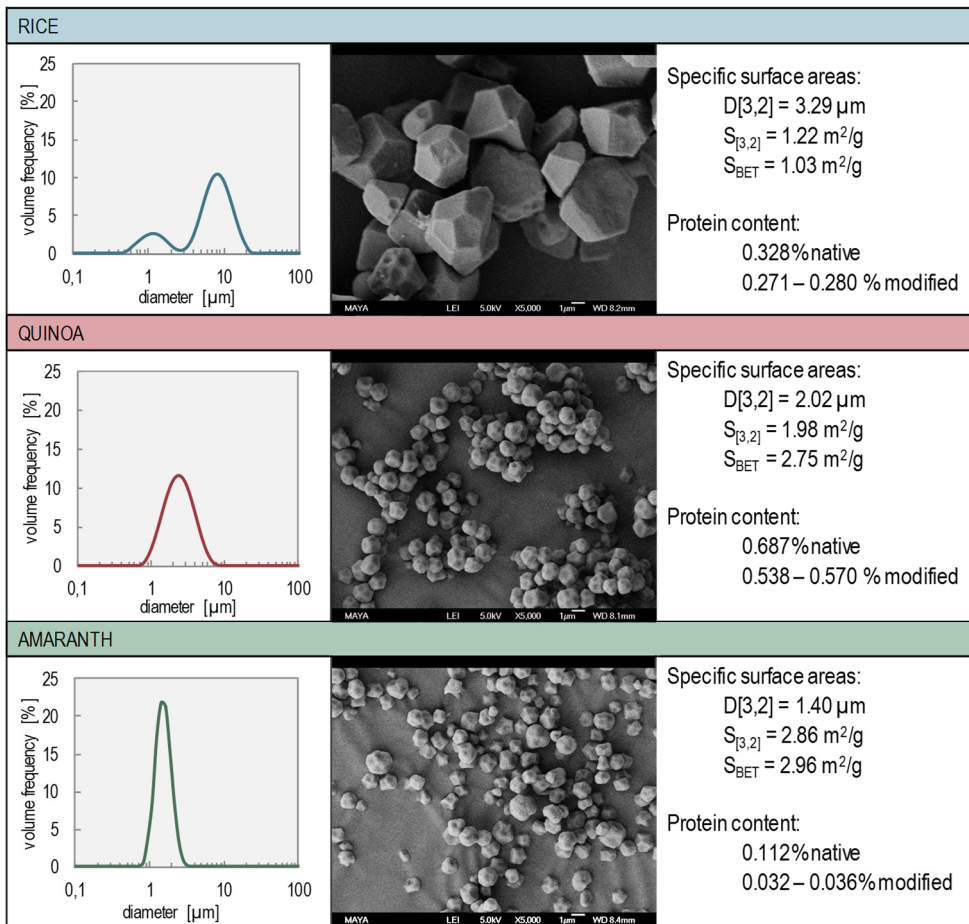 RICE
volume frequency [%]
25
20
15
10
5
0
0,1
1
10
100
diameter [µm]
MAYA LEI 5.0kV X5,000 1µm WD 8.2mm
Specific surface areas:
D[3,2] = 3.29 µm
S[3,2] = 1.22 m²/g
SBET = 1.03 m²/g
Protein content:
0.328% native
0.271 – 0.280 % modified
QUINOA
volume frequency [%]
25
20
15
10
5
0
0,1
1
10
100
diameter [µm]
MAYA LEI 5.0kV X5,000 1µm WD 8.1mm
Specific surface areas:
D[3,2] = 2.02 µm
S[3,2] = 1.98 m²/g
SBET = 2.75 m²/g
Protein content:
0.687% native
0.538 – 0.570 % modified
AMARANTH
volume frequency [%]
25
20
15
10
5
0
0,1
1
10
100
diameter [µm]
MAYA LEI 5.0kV X5,000 1µm WD 8.4mm
Specific surface areas:
D[3,2] = 1.40 µm
S[3,2] = 2.86 m²/g
SBET = 2.96 m²/g
Protein content:
0.112% native
0.032 – 0.036% modified